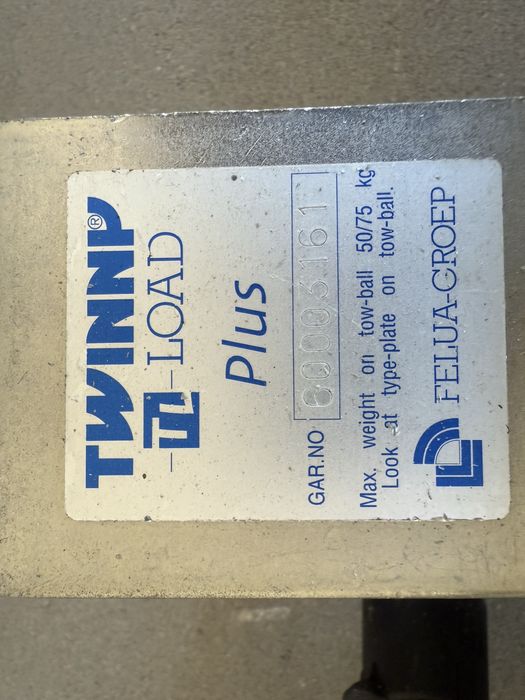 TWINNP®
LOAD
Plus
GAR.NO 60003161
Max. weight on tow-ball 50/75 kg
Look at type-plate on tow-ball.
FELUA-GROEP